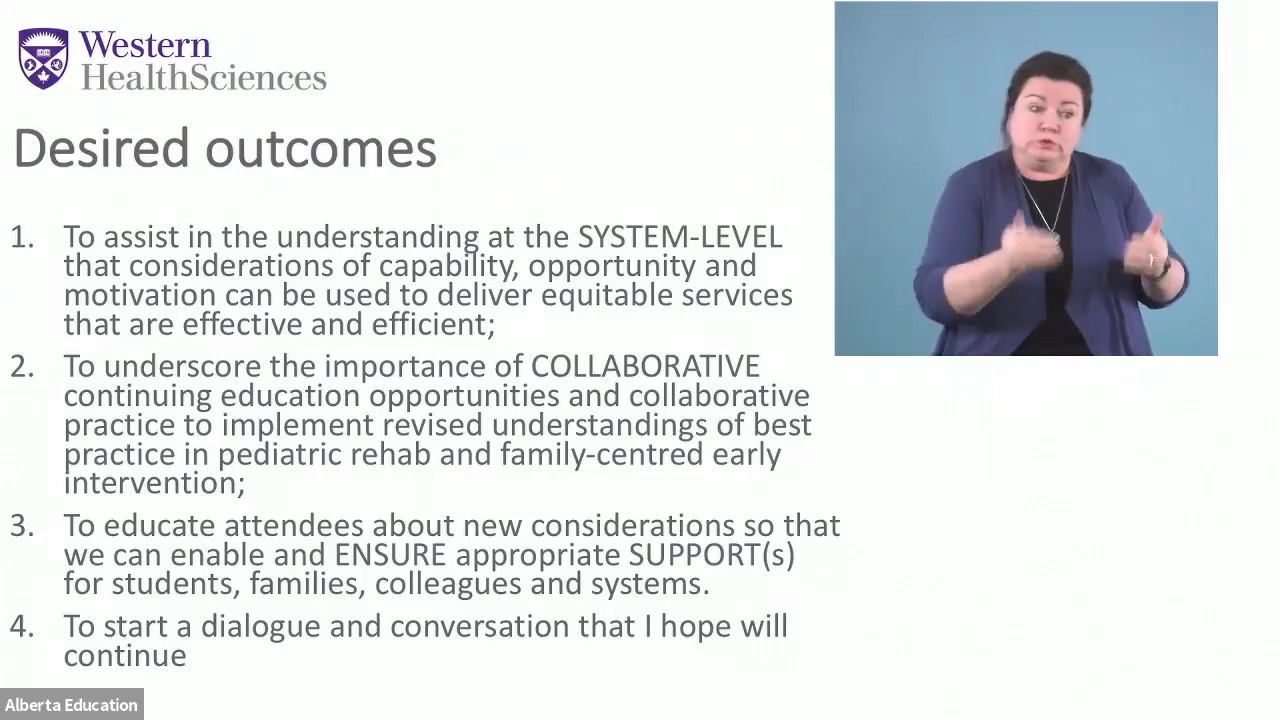 Western
HealthSciences
Desired outcomes
1. To assist in the understanding at the SYSTEM-LEVEL
that considerations of capability, opportunity and
motivation can be used to deliver equitable services
that are effective and efficient;
2. To underscore the importance of COLLABORATIVE
continuing education opportunities and collaborative
practice to implement revised understandings of best
practice in pediatric rehab and family-centred early
intervention;
3. To educate attendees about new considerations so that
we can enable and ENSURE appropriate SUPPORT(s)
for students, families, colleagues and systems.
4. To start a dialogue and conversation that I hope will
continue
Alberta Education